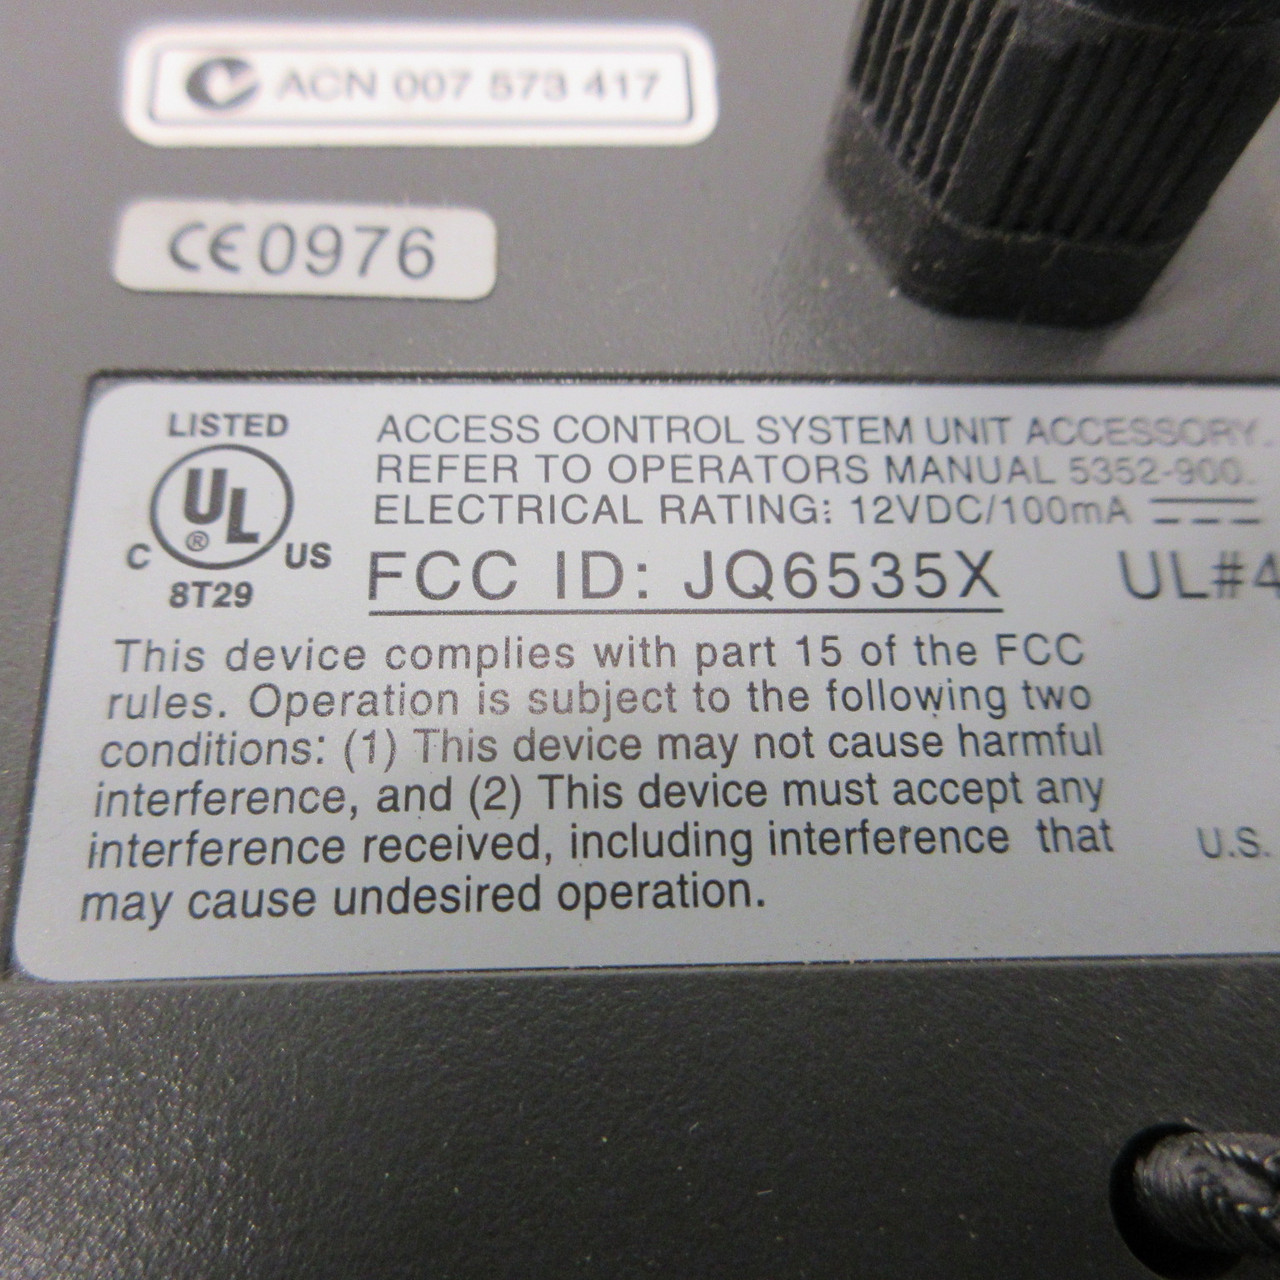 ACN 007 573 417
CE0976
LISTED
UL
®
C US
8T29
ACCESS CONTROL SYSTEM UNIT ACCESSORY.
REFER TO OPERATORS MANUAL 5352-900.
ELECTRICAL RATING: 12VDC/100mA
FCC ID: JQ6535X UL#4
This device complies with part 15 of the FCC
rules. Operation is subject to the following two
conditions: (1) This device may not cause harmful
interference, and (2) This device must accept any
interference received, including interference that
may cause undesired operation.
U.S.